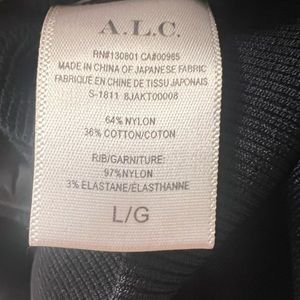 A.L.C.
RN#130801 CA#00985
MADE IN CHINA OF JAPANESE FABRIC
FABRIQUÉ EN CHINE DE TISSU JAPONAIS
S-1811 8JAKT00008
64% NYLON
36% COTTON/COTON
RIB/GARNITURE:
97%NYLON
3% ELASTANE/ÉLASTHANNE
L/G